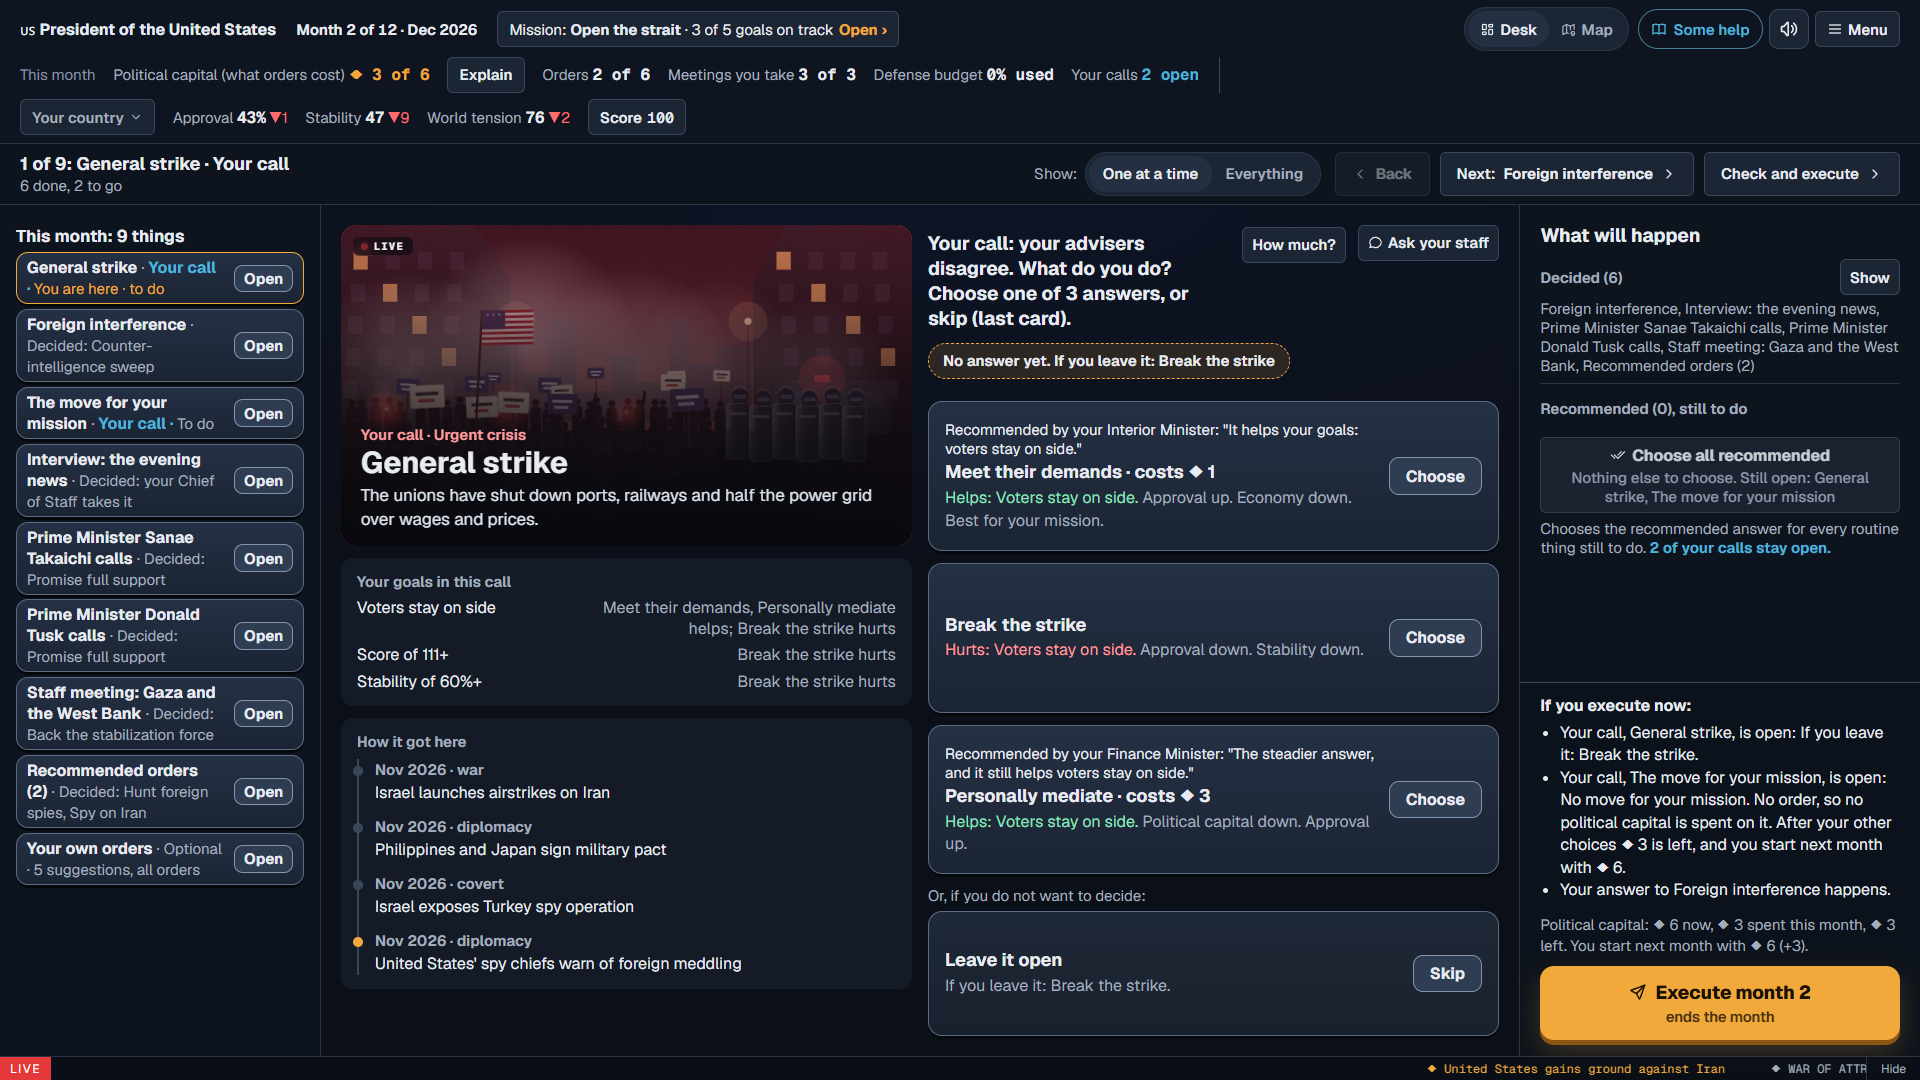 US President of the United States
Month 2 of 12 · Dec 2026
Mission: Open the strait · 3 of 5 goals on track Open ›
Desk
Map
Some help
Menu
This month
Political capital (what orders cost) ◆ 3 of 6
Explain
Orders 2 of 6
Meetings you take 3 of 3
Defense budget 0% used
Your calls 2 open
Your country
Approval 43% ▼1
Stability 47 ▼9
World tension 76 ▼2
Score 100
1 of 9: General strike · Your call
6 done, 2 to go
Show:
One at a time
Everything
Back
Next: Foreign interference
Check and execute
This month: 9 things
General strike · Your call
· You are here · to do
Open
Foreign interference ·
Decided: Counter-
intelligence sweep
Open
The move for your
mission · Your call · To do
Open
Interview: the evening
news · Decided: your Chief
of Staff takes it
Open
Prime Minister Sanae
Takaichi calls · Decided:
Promise full support
Open
Prime Minister Donald
Tusk calls · Decided:
Promise full support
Open
Staff meeting: Gaza and
the West Bank · Decided:
Back the stabilization force
Open
Recommended orders
(2) · Decided: Hunt foreign
spies, Spy on Iran
Open
Your own orders · Optional
· 5 suggestions, all orders
Open
LIVE
Your call · Urgent crisis
General strike
The unions have shut down ports, railways and half the power grid
over wages and prices.
Your goals in this call
Voters stay on side
Meet their demands, Personally mediate
helps; Break the strike hurts
Score of 111+
Break the strike hurts
Stability of 60%+
Break the strike hurts
How it got here
Nov 2026 · war
Israel launches airstrikes on Iran
Nov 2026 · diplomacy
Philippines and Japan sign military pact
Nov 2026 · covert
Israel exposes Turkey spy operation
Nov 2026 · diplomacy
United States' spy chiefs warn of foreign meddling
Your call: your advisers
disagree. What do you do?
Choose one of 3 answers, or
skip (last card).
How much?
Ask your staff
No answer yet. If you leave it: Break the strike
Recommended by your Interior Minister: "It helps your goals:
voters stay on side."
Meet their demands · costs ◆ 1
Helps: Voters stay on side. Approval up. Economy down.
Best for your mission.
Choose
Break the strike
Hurts: Voters stay on side. Approval down. Stability down.
Choose
Recommended by your Finance Minister: "The steadier answer,
and it still helps voters stay on side."
Personally mediate · costs ◆ 3
Helps: Voters stay on side. Political capital down. Approval
up.
Choose
Or, if you do not want to decide:
Leave it open
If you leave it: Break the strike.
Skip
What will happen
Decided (6)
Show
Foreign interference, Interview: the evening news,
Prime Minister Sanae Takaichi calls, Prime Minister
Donald Tusk calls, Staff meeting: Gaza and the West
Bank, Recommended orders (2)
Recommended (0), still to do
Choose all recommended
Nothing else to choose. Still open: General
strike, The move for your mission
Chooses the recommended answer for every routine
thing still to do. 2 of your calls stay open.
If you execute now:
• Your call, General strike, is open: If you leave
it: Break the strike.
• Your call, The move for your mission, is open:
No move for your mission. No order, so no
political capital is spent on it. After your other
choices ◆ 3 is left, and you start next month
with ◆ 6.
• Your answer to Foreign interference happens.
Political capital: ◆ 6 now, ◆ 3 spent this month, ◆ 3
left. You start next month with ◆ 6 (+3).
Execute month 2
ends the month
LIVE
◆ United States gains ground against Iran
◆ WAR OF ATTR
Hide